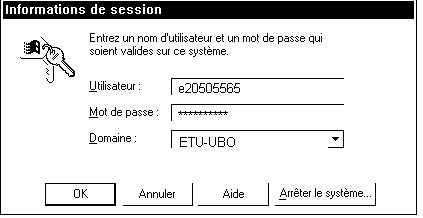 Informations de session
Entrez un nom d'utilisateur et un mot de passe qui
soient valides sur ce système.
Utilisateur : e20505565
Mot de passe : **********
Domaine : ETU-UBO
OK Annuler Aide Arrêter le système...